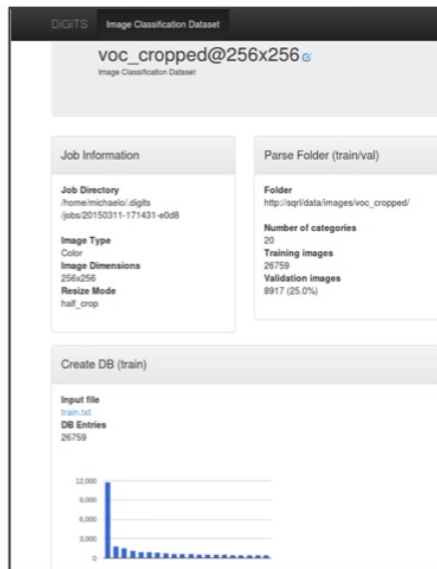 DIGITS Image Classification Dataset
voc_cropped@256x256
Image Classification Dataset
Job Information
Job Directory
/home/michaelo/.digits
/jobs/20150311-171431-e0d8
Image Type
Color
Image Dimensions
256x256
Resize Mode
half_crop
Parse Folder (train/val)
Folder
http://sqrl/data/images/voc_cropped/
Number of categories
20
Training images
26759
Validation images
8917 (25.0%)
Create DB (train)
Input file
train.txt
DB Entries
26759
12,000
9,000
6,000
3,000
0